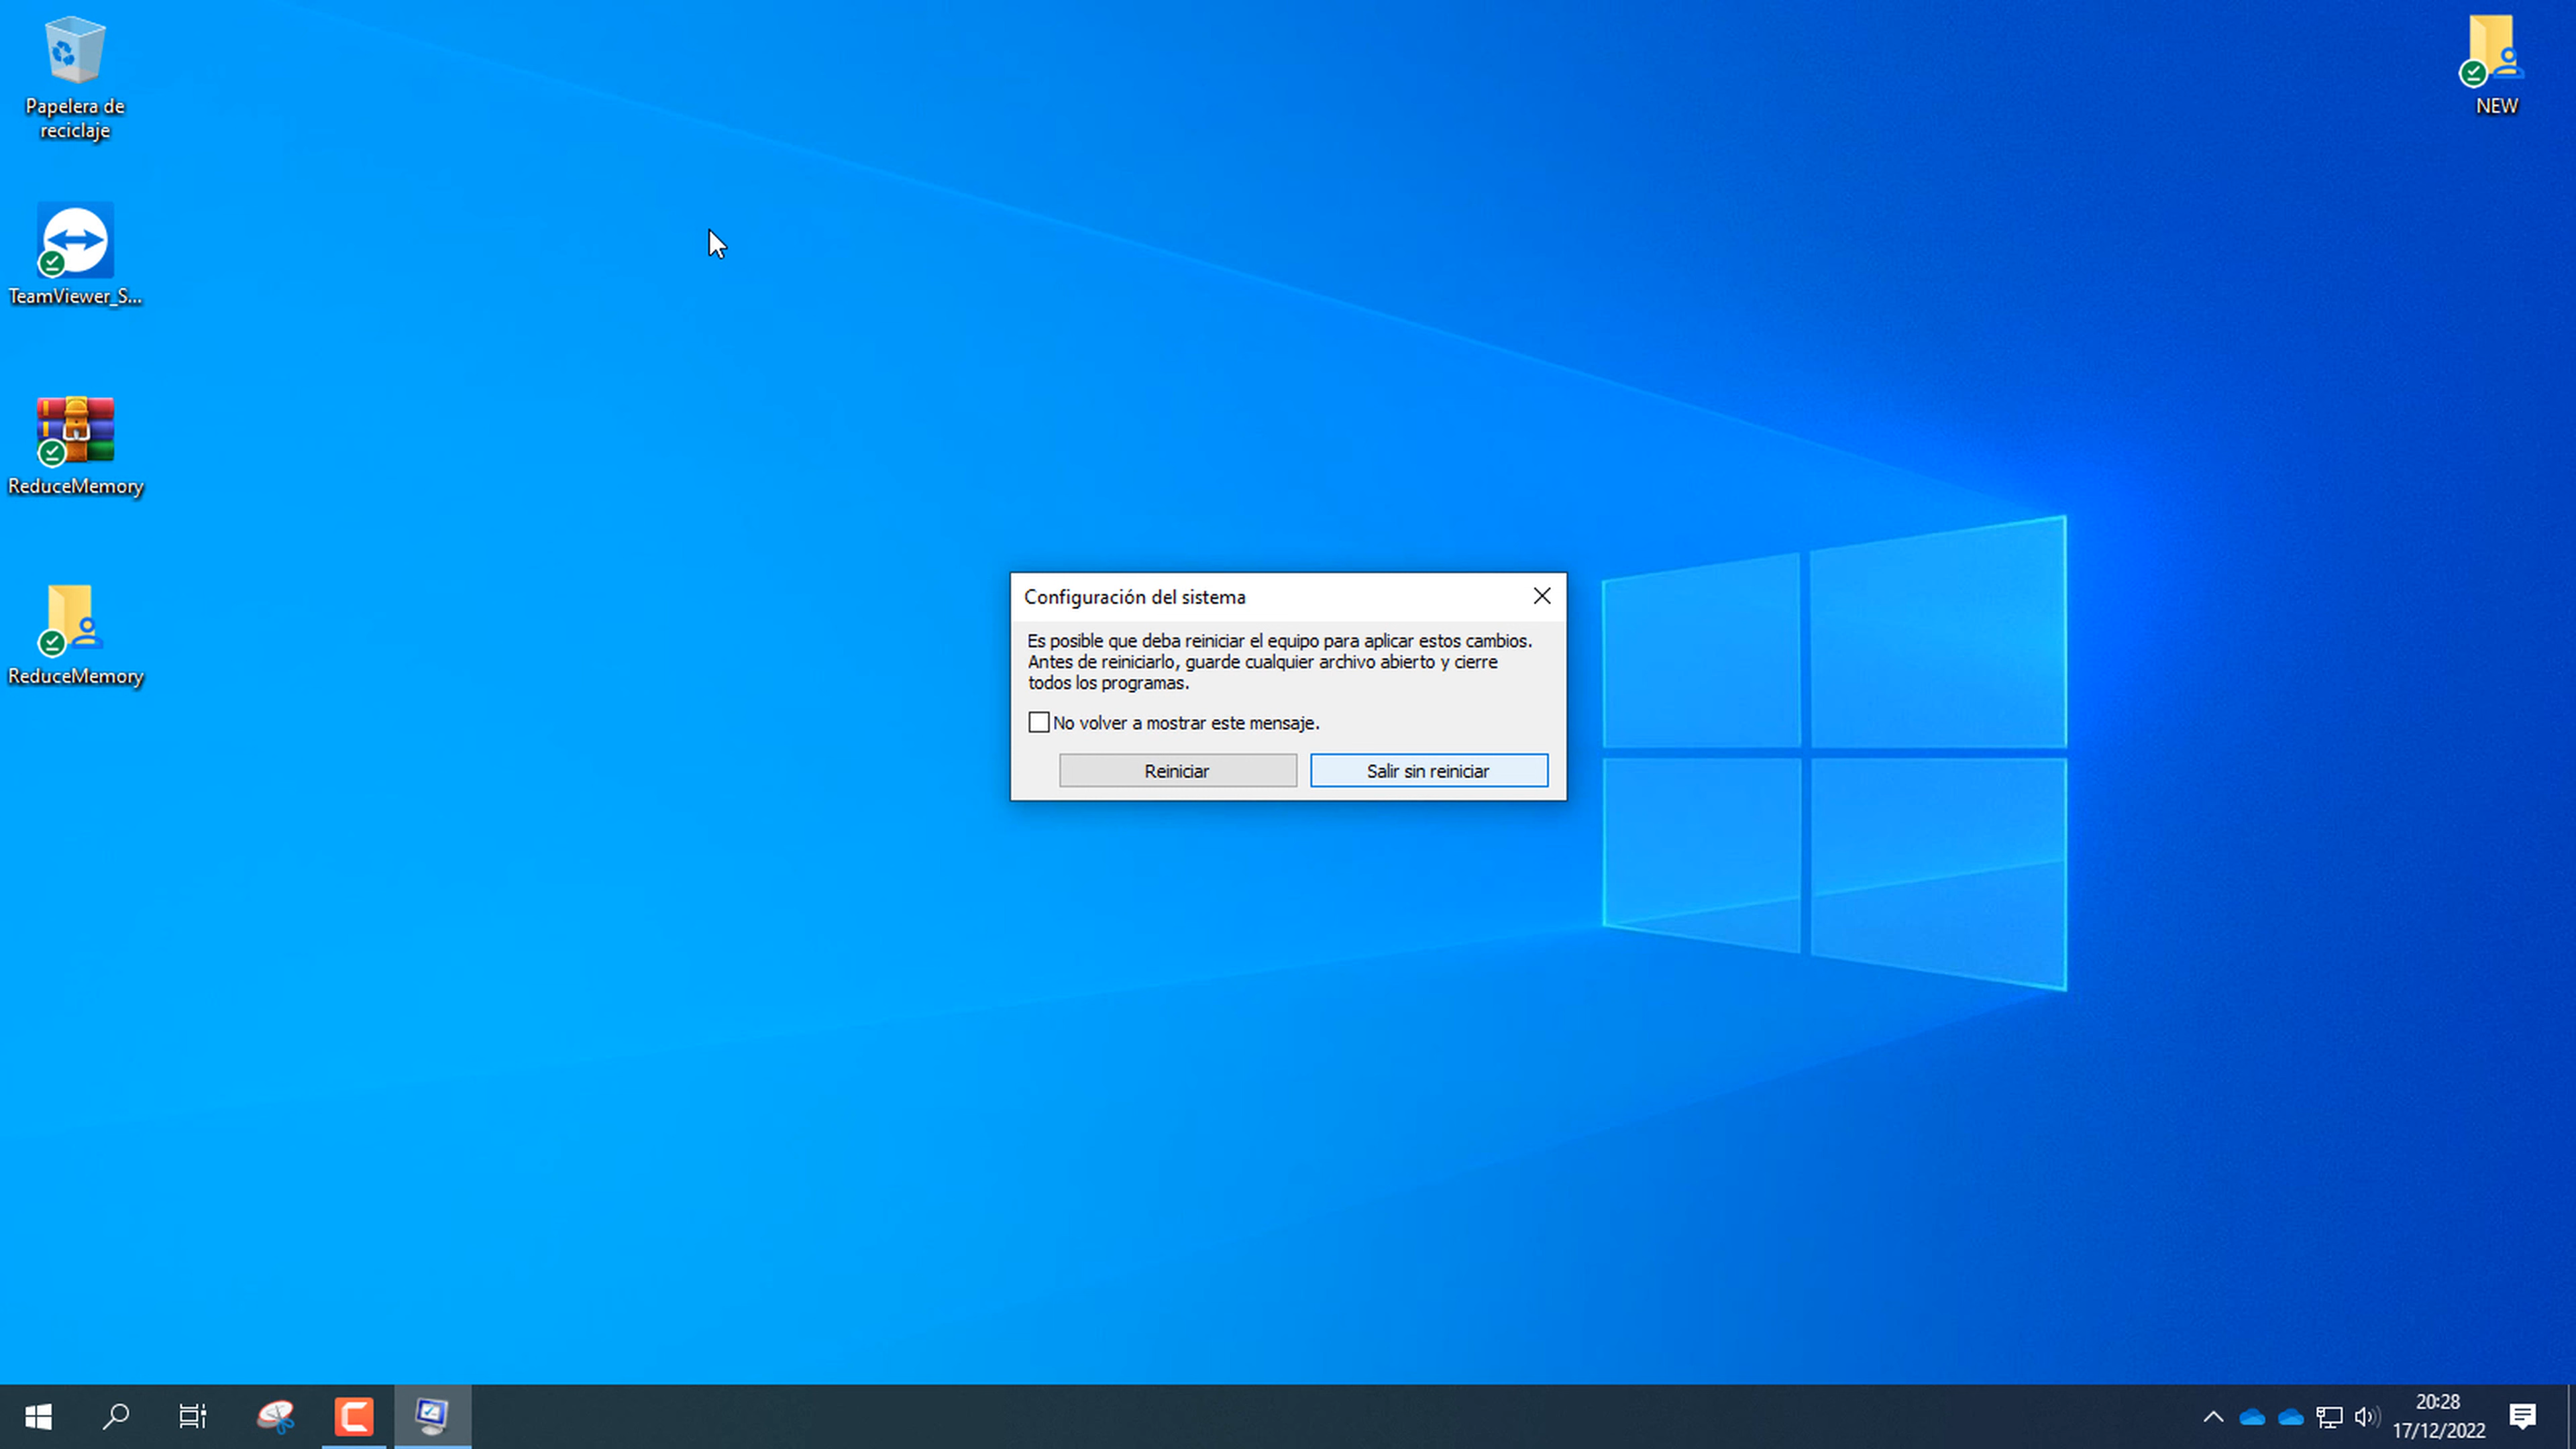 Papelera de
reciclaje
TeamViewer_S...
ReduceMemory
ReduceMemory
NEW
Configuración del sistema
Es posible que deba reiniciar el equipo para aplicar estos cambios.
Antes de reiniciarlo, guarde cualquier archivo abierto y cierre
todos los programas.
No volver a mostrar este mensaje.
Reiniciar
Salir sin reiniciar
20:28
17/12/2022